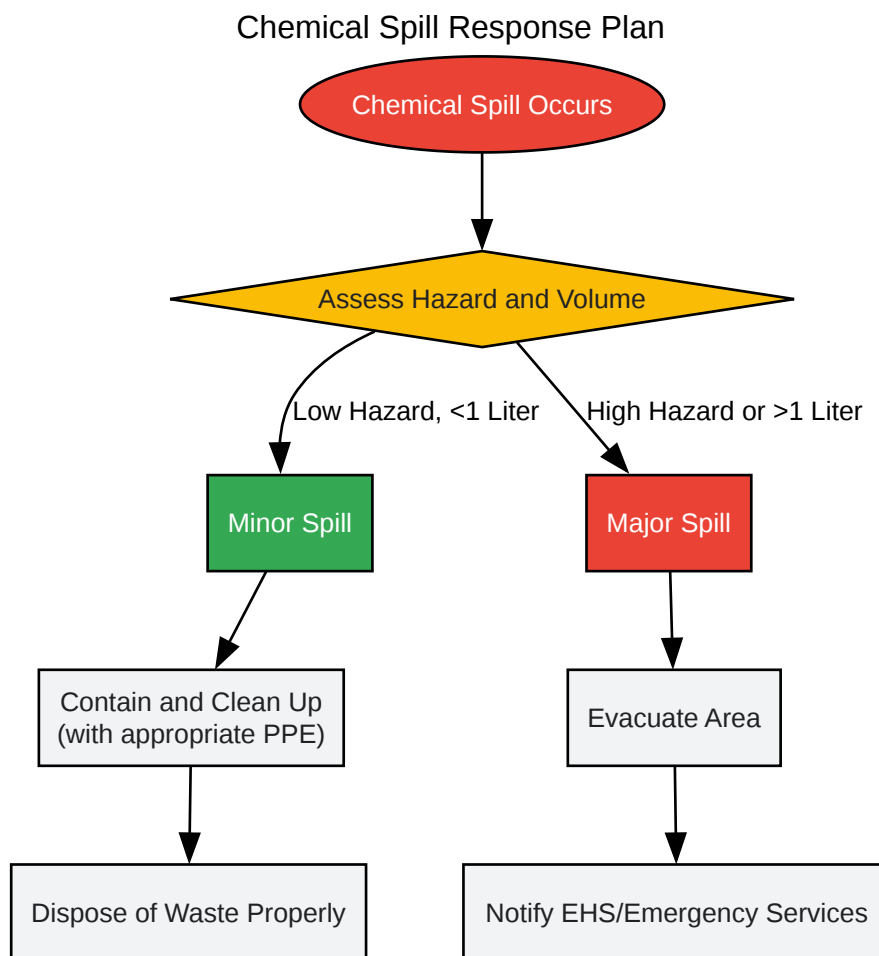 Chemical Spill Response Plan
Chemical Spill Occurs
Assess Hazard and Volume
Low Hazard, <1 Liter
High Hazard or >1 Liter
Minor Spill
Major Spill
Contain and Clean Up
(with appropriate PPE)
Evacuate Area
Dispose of Waste Properly
Notify EHS/Emergency Services